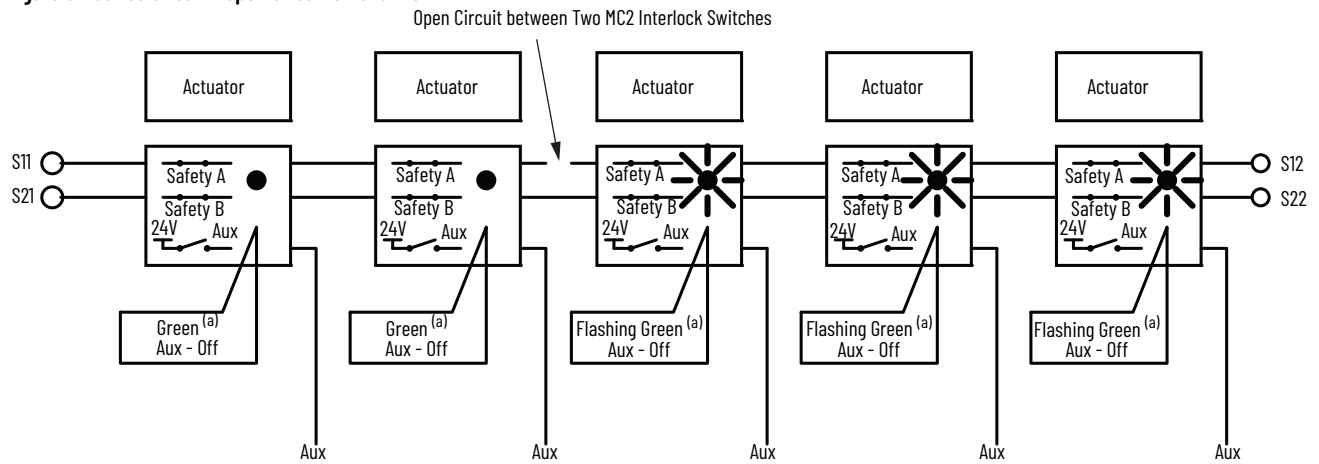 Open Circuit between Two MC2 Interlock Switches
Actuator
Actuator
Actuator
Actuator
Actuator
S11
S21
Safety A
Safety B
24V
Aux
Safety A
Safety B
24V
Aux
Safety A
Safety B
24V
Aux
Safety A
Safety B
24V
Aux
Safety A
Safety B
24V
Aux
S12
S22
Green (a)
Aux - Off
Green (a)
Aux - Off
Flashing Green (a)
Aux - Off
Flashing Green (a)
Aux - Off
Flashing Green (a)
Aux - Off
Aux
Aux
Aux
Aux
Aux